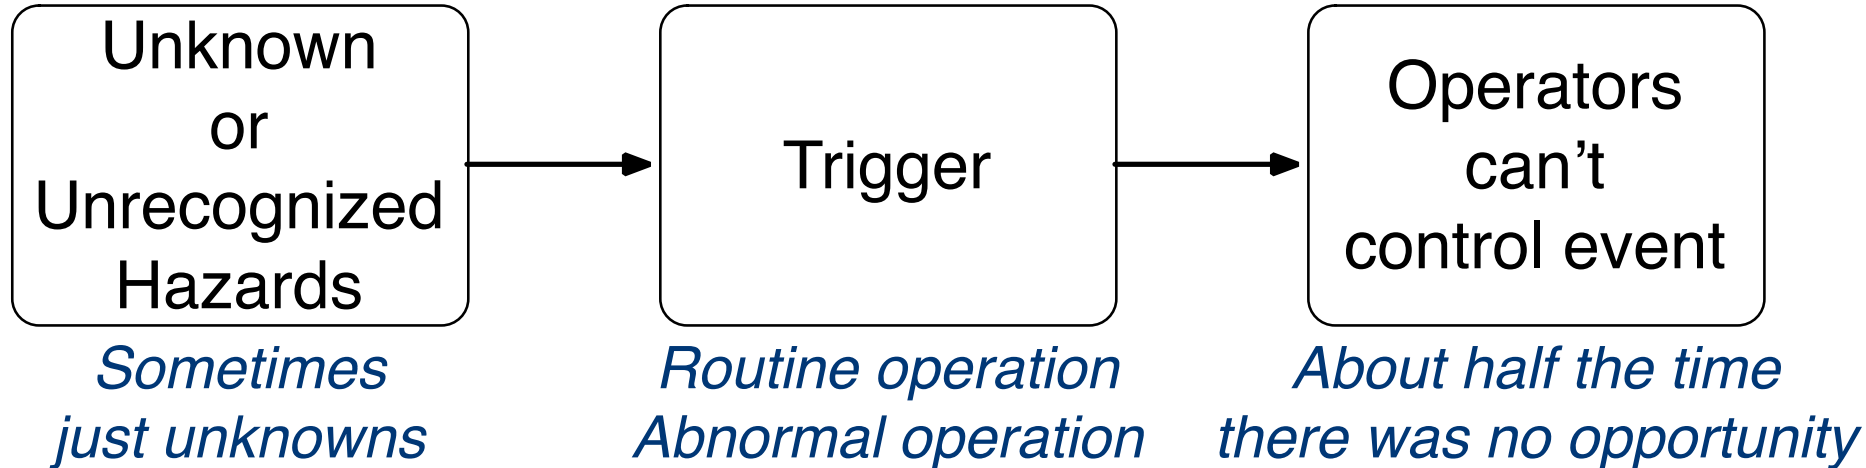 Unknown
or
Unrecognized
Hazards
Sometimes
just unknowns
Trigger
Routine operation
Abnormal operation
Operators
can’t
control event
About half the time
there was no opportunity